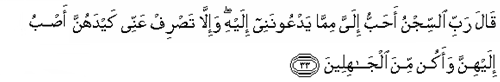 قَالَ رَبِّ ٱلسِّجْنُ أَحَبُّ إِلَىَّ مِمَّا يَدْعُونَنِىٓ إِلَيْهِ ۖ وَإِلَّا تَصْرِفْ عَنِّى كَيْدَهُنَّ أَصْبُ
إِلَيْهِنَّ وَأَكُن مِّنَ ٱلْجَـٰهِلِينَ ﴿٣٣﴾